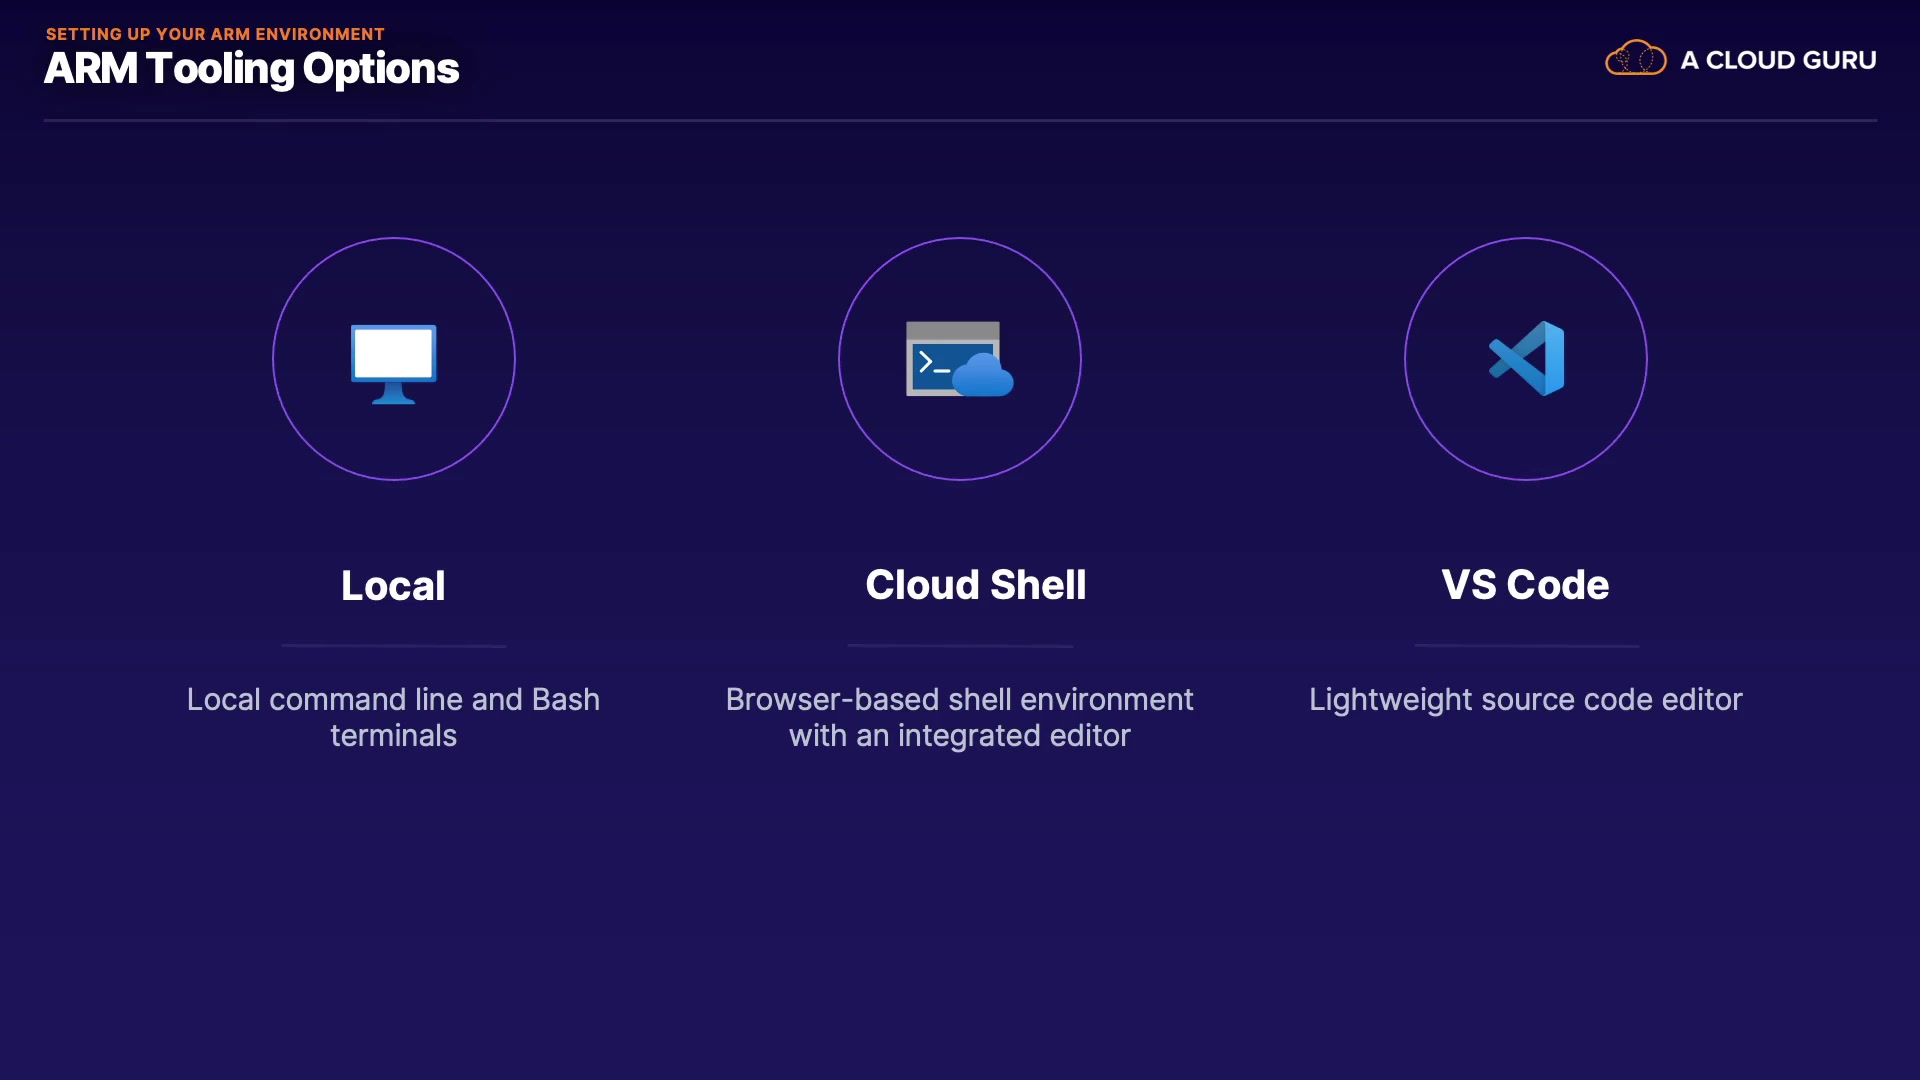 SETTING UP YOUR ARM ENVIRONMENT
ARM Tooling Options
A CLOUD GURU
Local
Local command line and Bash
terminals
Cloud Shell
Browser-based shell environment
with an integrated editor
VS Code
Lightweight source code editor